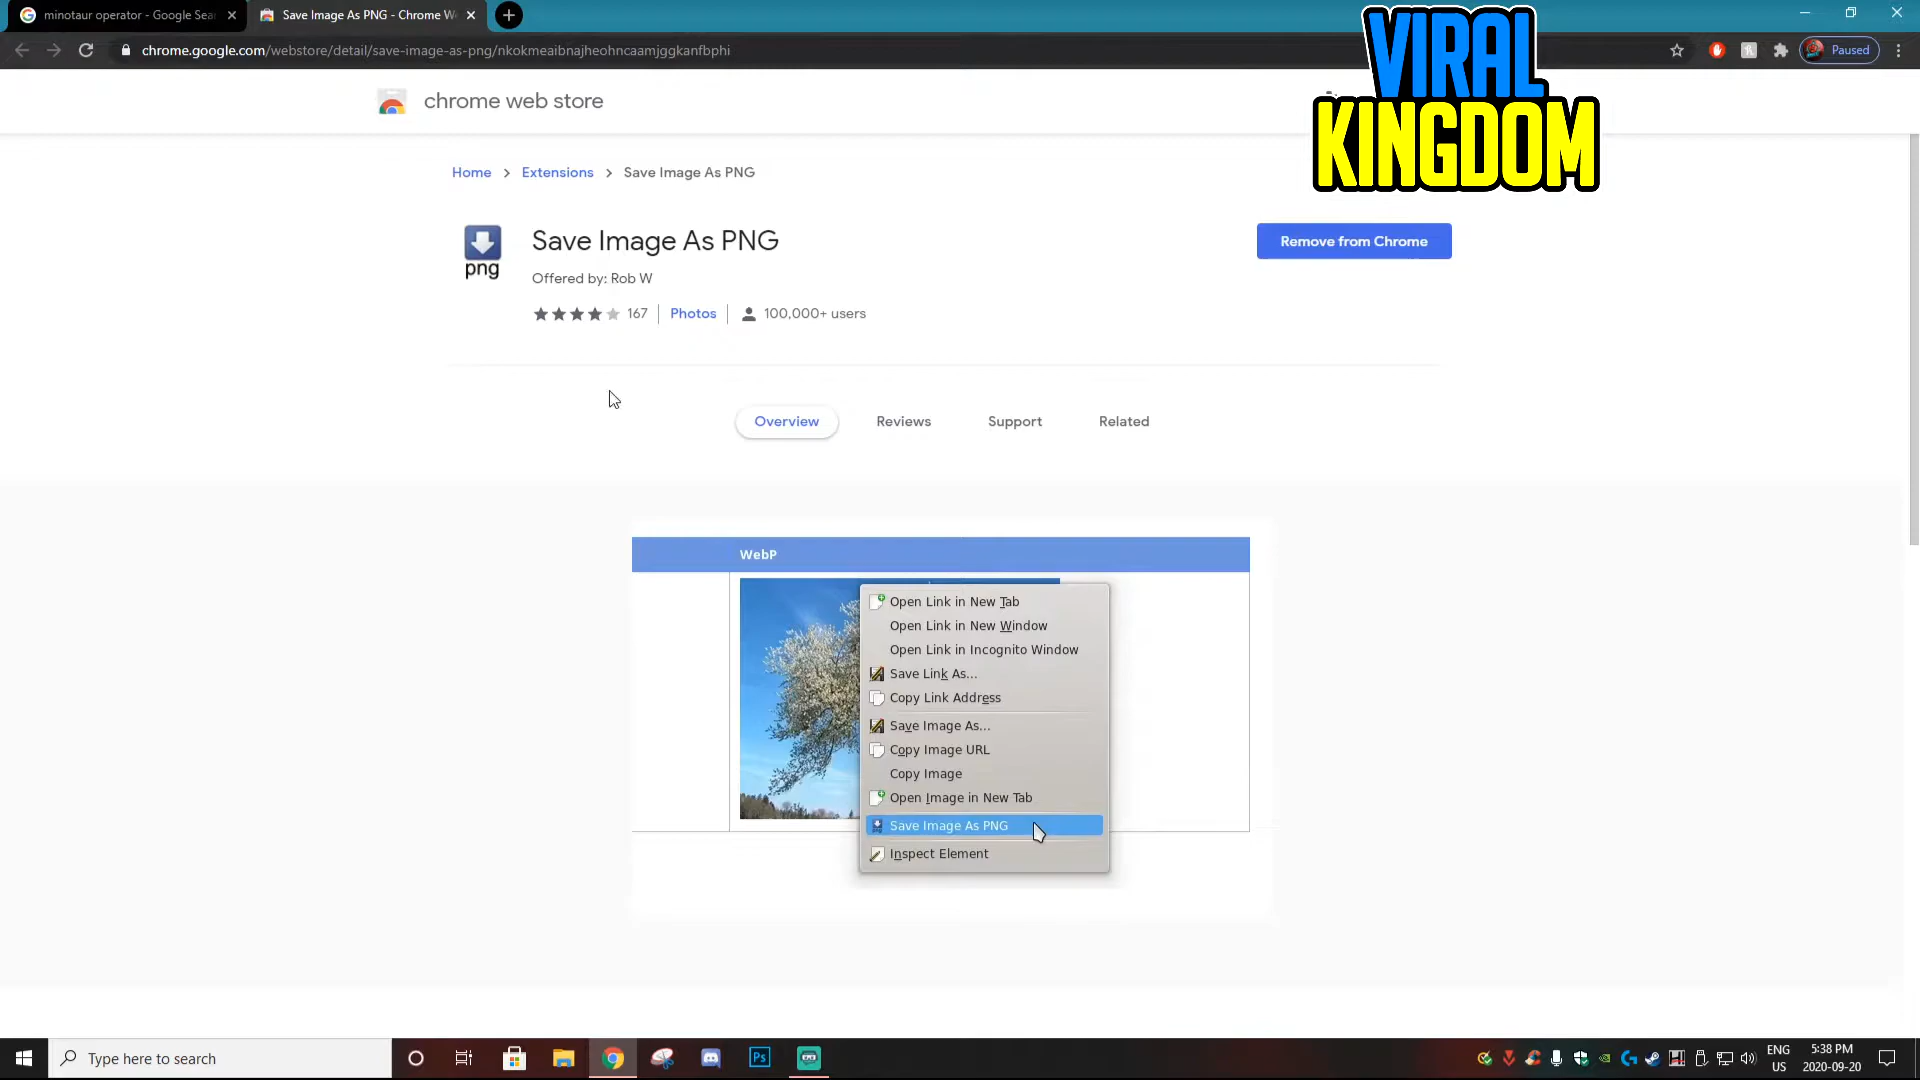 minotaur operator - Google Sea
Save Image As PNG - Chrome We
chrome.google.com/webstore/detail/save-image-as-png/nkokmeaibnajheohncaamjggkanfbphi
Paused
VIRAL
KINGDOM
chrome web store
Home > Extensions > Save Image As PNG
Save Image As PNG
Remove from Chrome
png
Offered by: Rob W
167 | Photos | 100,000+ users
Overview Reviews Support Related
WebP
Open Link in New Tab
Open Link in New Window
Open Link in Incognito Window
Save Link As...
Copy Link Address
Save Image As...
Copy Image URL
Copy Image
Open Image in New Tab
Save Image As PNG
Inspect Element
Type here to search
Ps
ENG
US
5:38 PM
2020-09-20